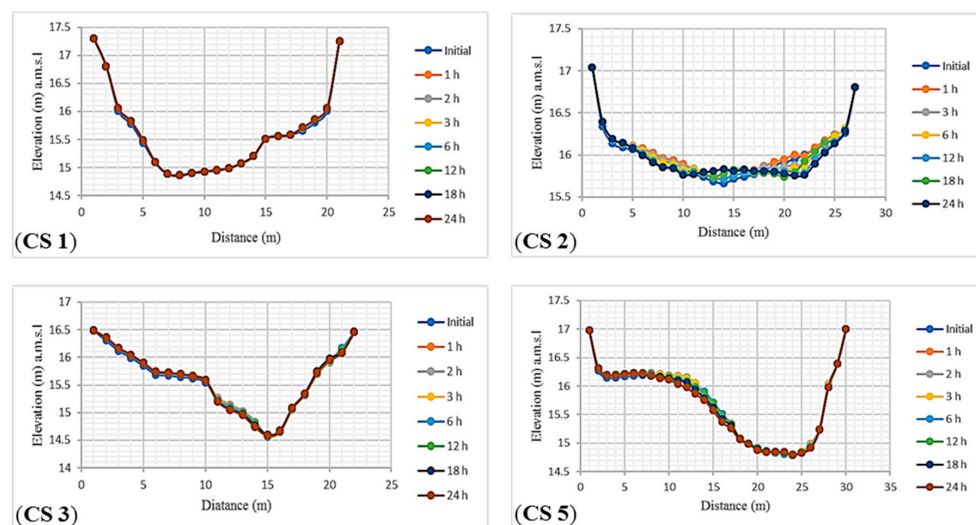 Elevation (m) a.m.s.l
17.5
17
16.5
16
15.5
15
14.5
0 5 10 15 20 25
Distance (m)
Initial
1 h
2 h
3 h
6 h
12 h
18 h
24 h
(CS 1)
Elevation (m) a.m.s.l
17.5
17
16.5
16
15.5
0 5 10 15 20 25 30
Distance (m)
Initial
1 h
3 h
6 h
12 h
18 h
24 h
(CS 2)
Elevation (m) a.m.s.l
17
16.5
16
15.5
15
14.5
14
0 5 10 15 20 25
Diatance (m)
Initial
1 h
2 h
3 h
6 h
12 h
18 h
24 h
(CS 3)
Elevation (m) a.m.s.l
17.5
17
16.5
16
15.5
15
14.5
0 5 10 15 20 25 30 35
Distance (m)
Initial
1 h
2 h
3 h
6 h
12 h
18 h
24 h
(CS 5)